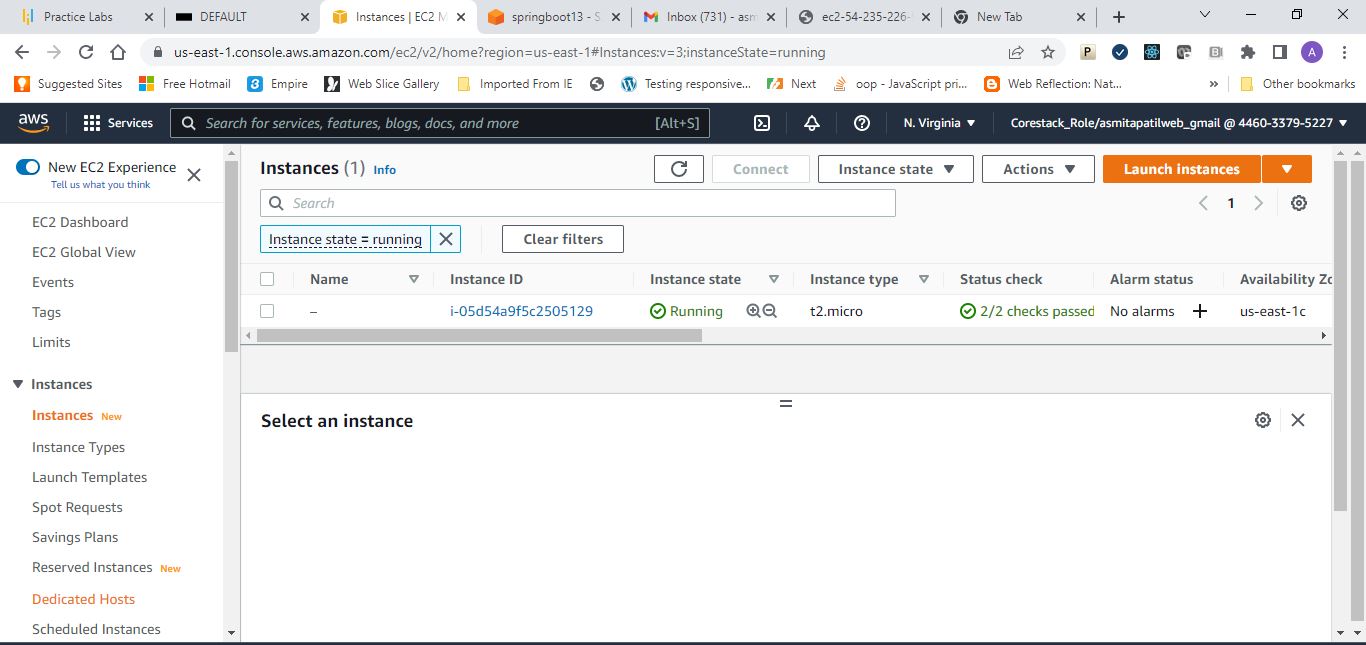 Practice Labs
DEFAULT
Instances | EC2 M
springboot13 - S
Inbox (731) - asm
ec2-54-235-226-
New Tab
us-east-1.console.aws.amazon.com/ec2/v2/home?region=us-east-1#Instances:v=3;instanceState=running
P
A
Suggested Sites
Free Hotmail
Empire
Web Slice Gallery
Imported From IE
Testing responsive...
Next
oop - JavaScript pri...
Web Reflection: Nat...
»
Other bookmarks
aws
Services
Search for services, features, blogs, docs, and more
[Alt+S]
N. Virginia
Corestack_Role/asmitapatilweb_gmail @ 4460-3379-5227
New EC2 Experience
Tell us what you think
EC2 Dashboard
EC2 Global View
Events
Tags
Limits
Instances
Instances New
Instance Types
Launch Templates
Spot Requests
Savings Plans
Reserved Instances New
Dedicated Hosts
Scheduled Instances
Instances (1) Info
Connect
Instance state
Actions
Launch instances
Search
1
Instance state = running
Clear filters
Name Instance ID Instance state Instance type Status check Alarm status Availability Zo
– i-05d54a9f5c2505129 Running t2.micro 2/2 checks passed No alarms + us-east-1c
Select an instance